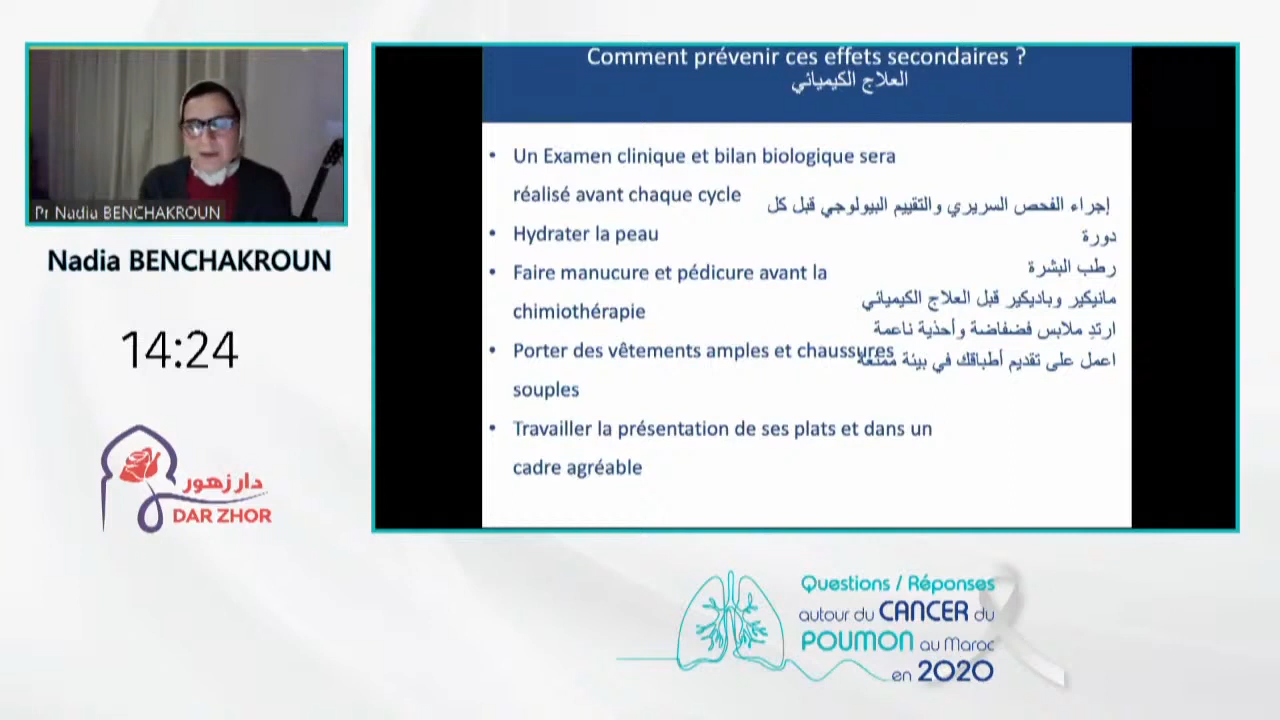 Comment prévenir ces effets secondaires ?
العلاج الكيميائي
Pr Nadia BENCHAKROUN
Nadia BENCHAKROUN
14:24
دار زهور
DAR ZHOR
• Un Examen clinique et bilan biologique sera
réalisé avant chaque cycle
• Hydrater la peau
• Faire manucure et pédicure avant la
chimiothérapie
• Porter des vêtements amples et chaussures
souples
• Travailler la présentation de ses plats et dans un
cadre agréable
إجراء الفحص السريري والتقييم البيولوجي قبل كل
دورة
رطب البشرة
مانيكير وباديكير قبل العلاج الكيميائي
ارتدِ ملابس فضفاضة وأحذية ناعمة
اعمل على تقديم أطباقك في بيئة ممتعة
Questions / Réponses
autour du CANCER du
POUMON au Maroc
en 2020